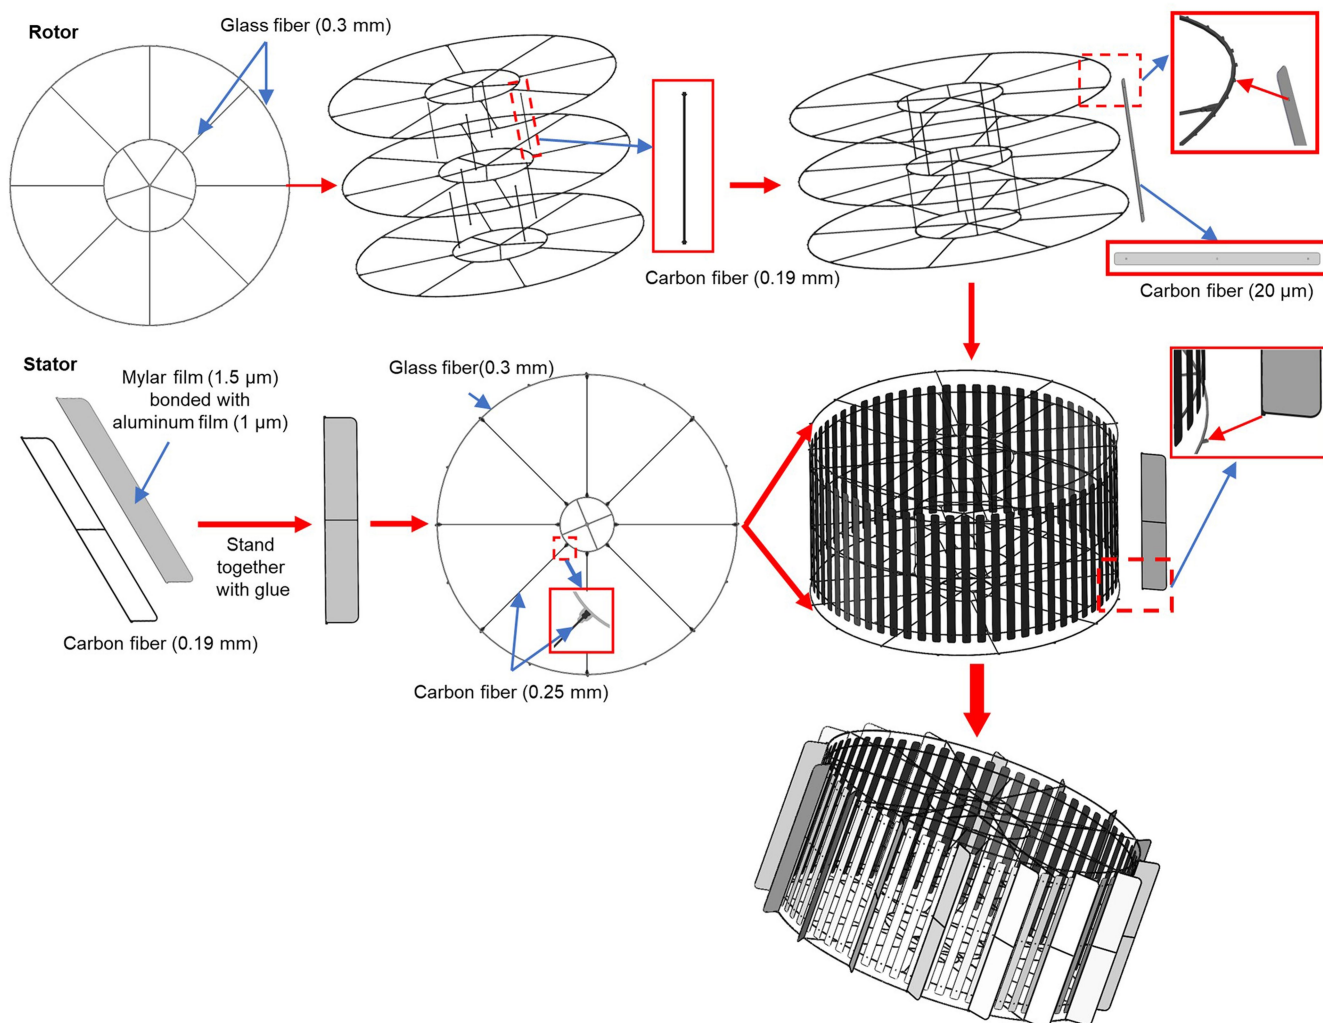 Rotor
Glass fiber (0.3 mm)
Carbon fiber (0.19 mm)
Carbon fiber (20 µm)
Stator
Mylar film (1.5 µm)
bonded with
aluminum film (1 µm)
Glass fiber(0.3 mm)
Stand
together
with glue
Carbon fiber (0.19 mm)
Carbon fiber (0.25 mm)